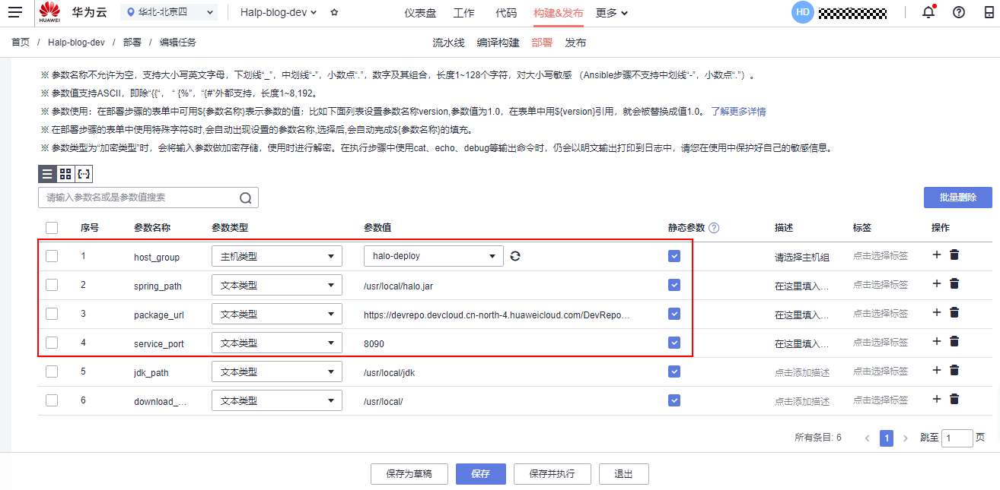 HUAWEI 华为云 华北-北京四 Halp-blog-dev 仪表盘 工作 代码 构建&发布 更多 HD
首页 / Halp-blog-dev / 部署 / 编辑任务 流水线 编译构建 部署 发布
※ 参数名称不允许为空，支持大小写英文字母，下划线“_”，中划线“-”，小数点“.”，数字及其组合，长度1~128个字符，对大小写敏感 （Ansible步骤不支持中划线“-”，小数点“.”）。
※ 参数值支持ASCII，即除“{{“，“ {%”，“{#”外都支持，长度1~8,192。
※ 参数使用：在部署步骤的表单中可用${参数名称}表示参数的值；比如下面列表设置参数名称version,参数值为1.0，在表单中用${version}引用，就会被替换成值1.0。 了解更多详情
※ 在部署步骤的表单中使用特殊字符$时,会自动出现设置的参数名称,选择后,会自动完成${参数名称}的填充。
※ 参数类型为“加密类型”时，会将输入参数做加密存储，使用时进行解密。在执行步骤中使用cat、echo、debug等输出命令时，仍会以明文输出打印到日志中，请您在使用中保护好自己的敏感信息。
请输入参数名或是参数值搜索 批量删除
序号 参数名称 参数类型 参数值 静态参数 描述 标签 操作
1 host_group 主机类型 halo-deploy 请选择主机组 点击选择标签
2 spring_path 文本类型 /usr/local/halo.jar 在这里填入... 点击选择标签
3 package_url 文本类型 https://devrepo.devcloud.cn-north-4.huaweicloud.com/DevRepo... 在这里填入... 点击选择标签
4 service_port 文本类型 8090 在这里填入... 点击选择标签
5 jdk_path 文本类型 /usr/local/jdk 点击添加描述 点击选择标签
6 download_... 文本类型 /usr/local/ 点击添加描述 点击选择标签
所有条目: 6 < 1 > 跳至 1 页
保存为草稿 保存 保存并执行 退出